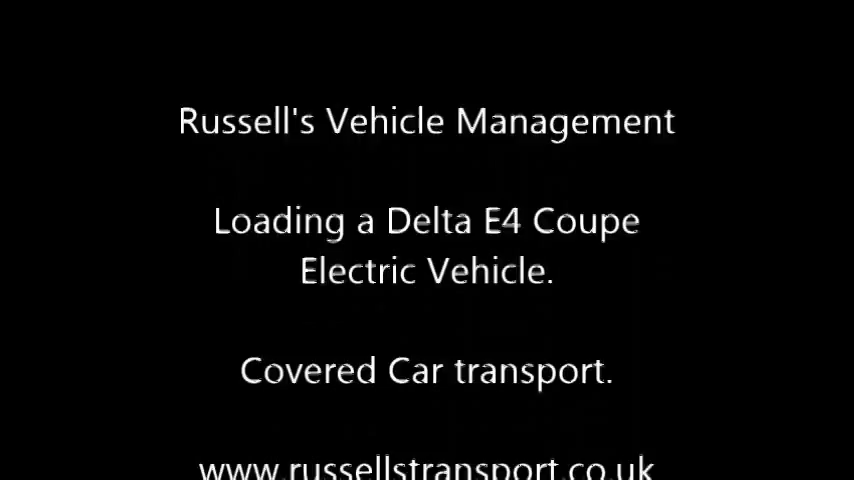 Russell's Vehicle Management
Loading a Delta E4 Coupe
Electric Vehicle.
Covered Car transport.
www.russellstransport.co.uk